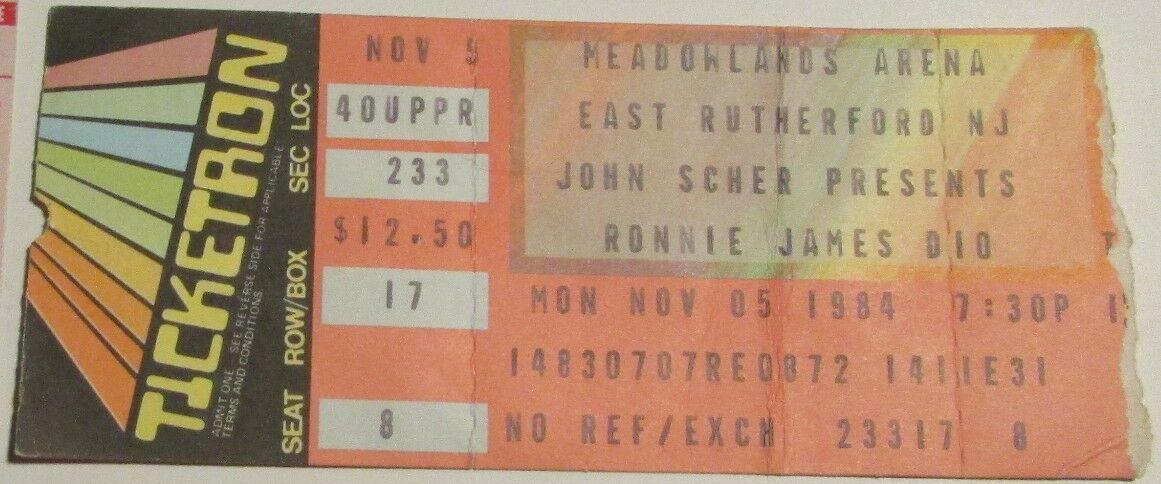 TICKETRON
ADMIT ONE. SEE REVERSE SIDE FOR APPLICABLE
TERMS AND CONDITIONS
SEAT ROW/BOX SEC LOC
NOV 5
40UPPR
233
$12.50
17
8
MEADOWLANDS ARENA
EAST RUTHERFORD NJ
JOHN SCHER PRESENTS
RONNIE JAMES DIO
MON NOV 05 1984 7:30P
14830707RE0872 1411E31
NO REF/EXCH 23317 8